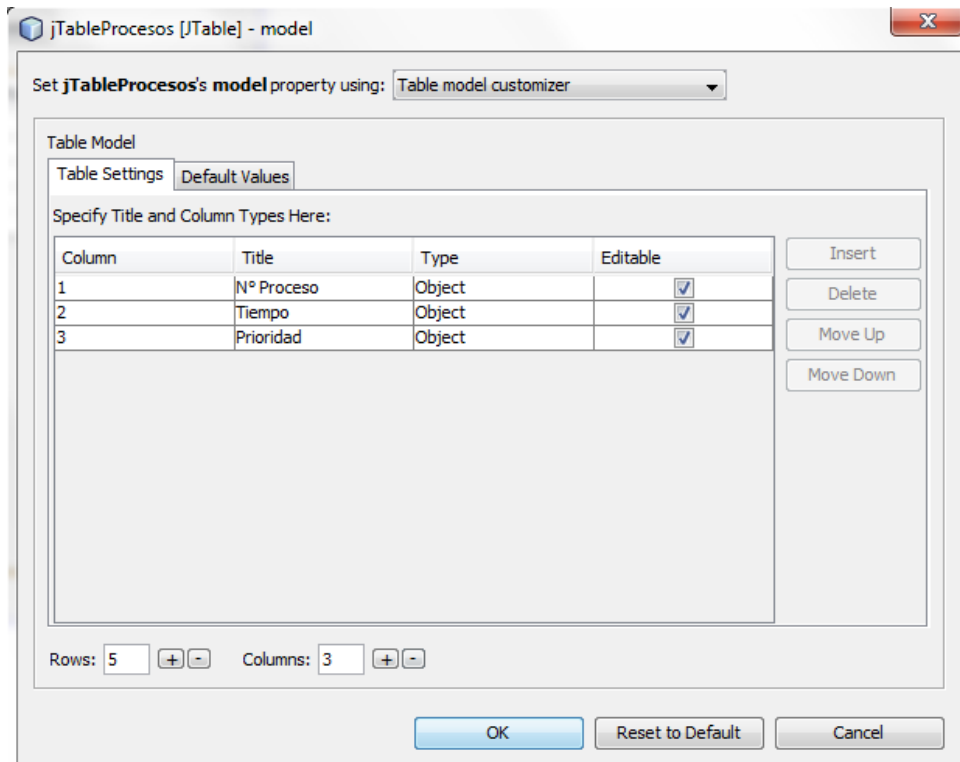 jTableProcesos [JTable] - model
Set jTableProcesos's model property using: Table model customizer
Table Model
Table Settings Default Values
Specify Title and Column Types Here:
Column Title Type Editable Insert
1 Nº Proceso Object Delete
2 Tiempo Object
3 Prioridad Object Move Up
Move Down
Rows: 5 + - Columns: 3 + -
OK Reset to Default Cancel